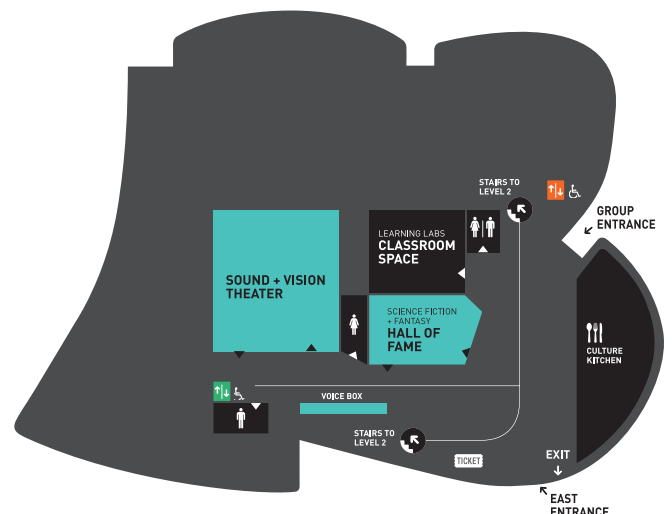 STAIRS TO
LEVEL 2
GROUP
ENTRANCE
LEARNING LABS
CLASSROOM
SPACE
SOUND + VISION
THEATER
SCIENCE FICTION
+ FANTASY
HALL OF
FAME
CULTURE
KITCHEN
VOICE BOX
STAIRS TO
LEVEL 2
TICKET
EXIT
EAST
ENTRANCE